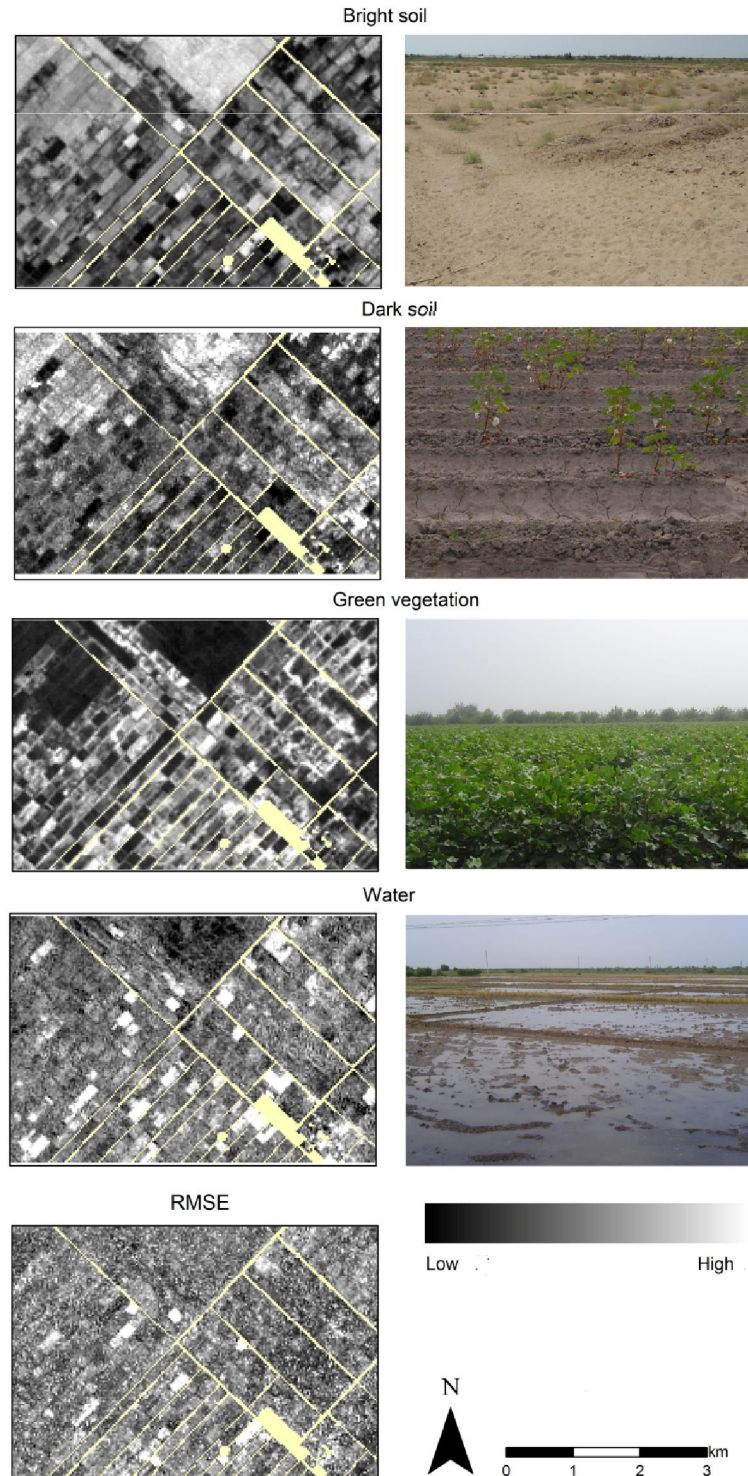 Bright soil
Dark soil
Green vegetation
Water
RMSE
Low High
N
km
0 1 2 3